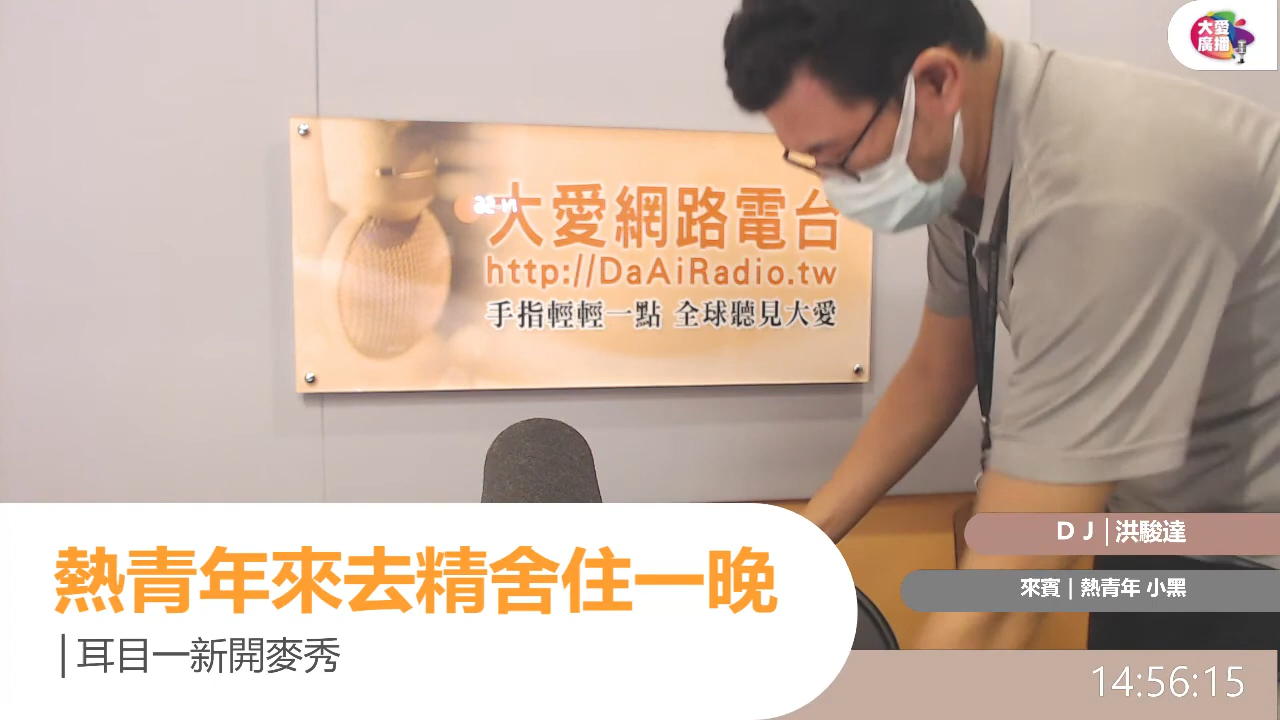 大愛
廣播
大愛網路電台
http://DaAiRadio.tw
手指輕輕一點 全球聽見大愛
DJ│洪駿達
來賓│熱青年 小黑
熱青年來去精舍住一晚
│耳目一新開麥秀
14:56:15